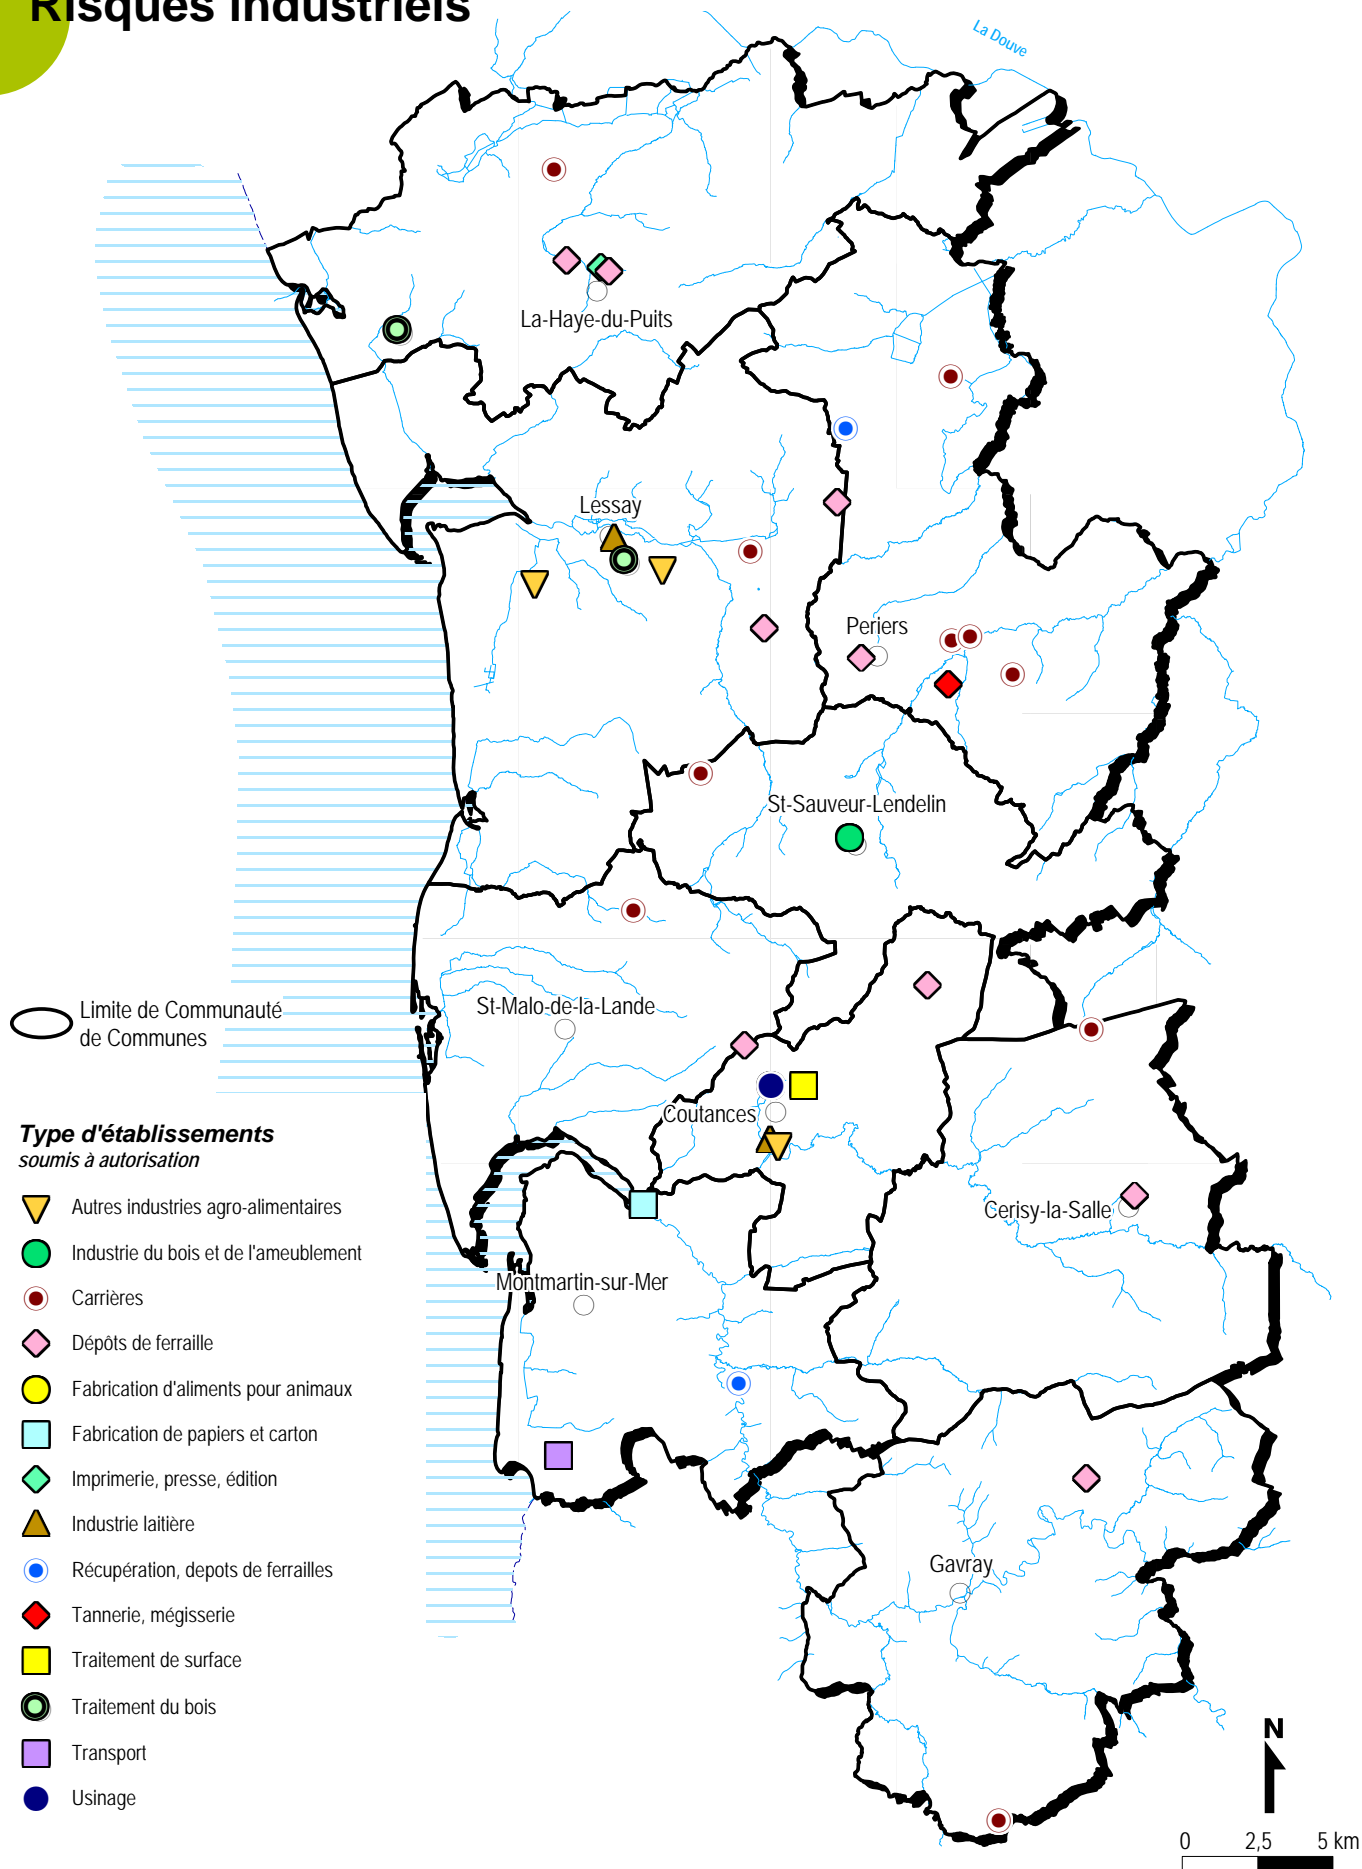 Risques industriels
La Douve
La-Haye-du-Puits
Lessay
Periers
St-Sauveur-Lendelin
Limite de Communauté
de Communes
St-Malo-de-la-Lande
Coutances
Cerisy-la-Salle
Montmartin-sur-Mer
Gavray
Type d'établissements
soumis à autorisation
Autres industries agro-alimentaires
Industrie du bois et de l'ameublement
Carrières
Dépôts de ferraille
Fabrication d'aliments pour animaux
Fabrication de papiers et carton
Imprimerie, presse, édition
Industrie laitière
Récupération, depots de ferrailles
Tannerie, mégisserie
Traitement de surface
Traitement du bois
Transport
Usinage
N
0 2,5 5 km